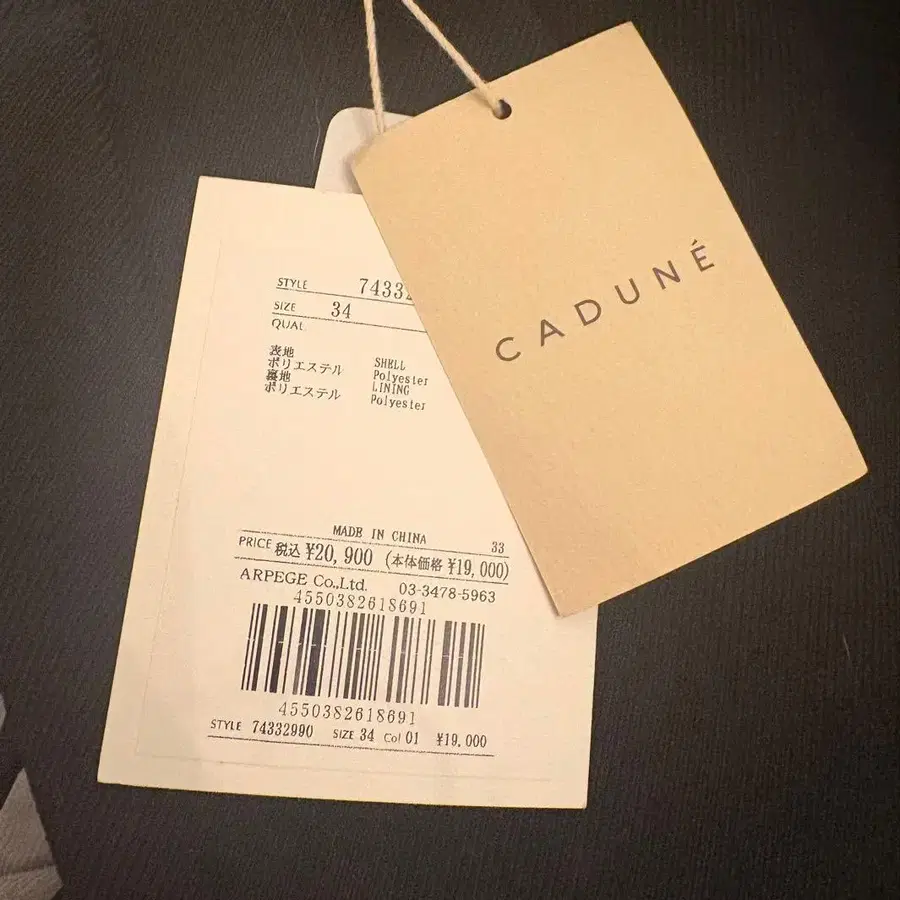 CADUNÉ
STYLE 74332
SIZE 34
QUAL
表地 SHELL
ポリエステル Polyester
裏地 LINING
ポリエステル Polyester
MADE IN CHINA 33
PRICE 税込 ¥20,900 (本体価格 ¥19,000)
ARPEGE Co.,Ltd. 03-3478-5963
4550382618691
4550382618691
STYLE 74332990 SIZE 34 Col 01 ¥19,000